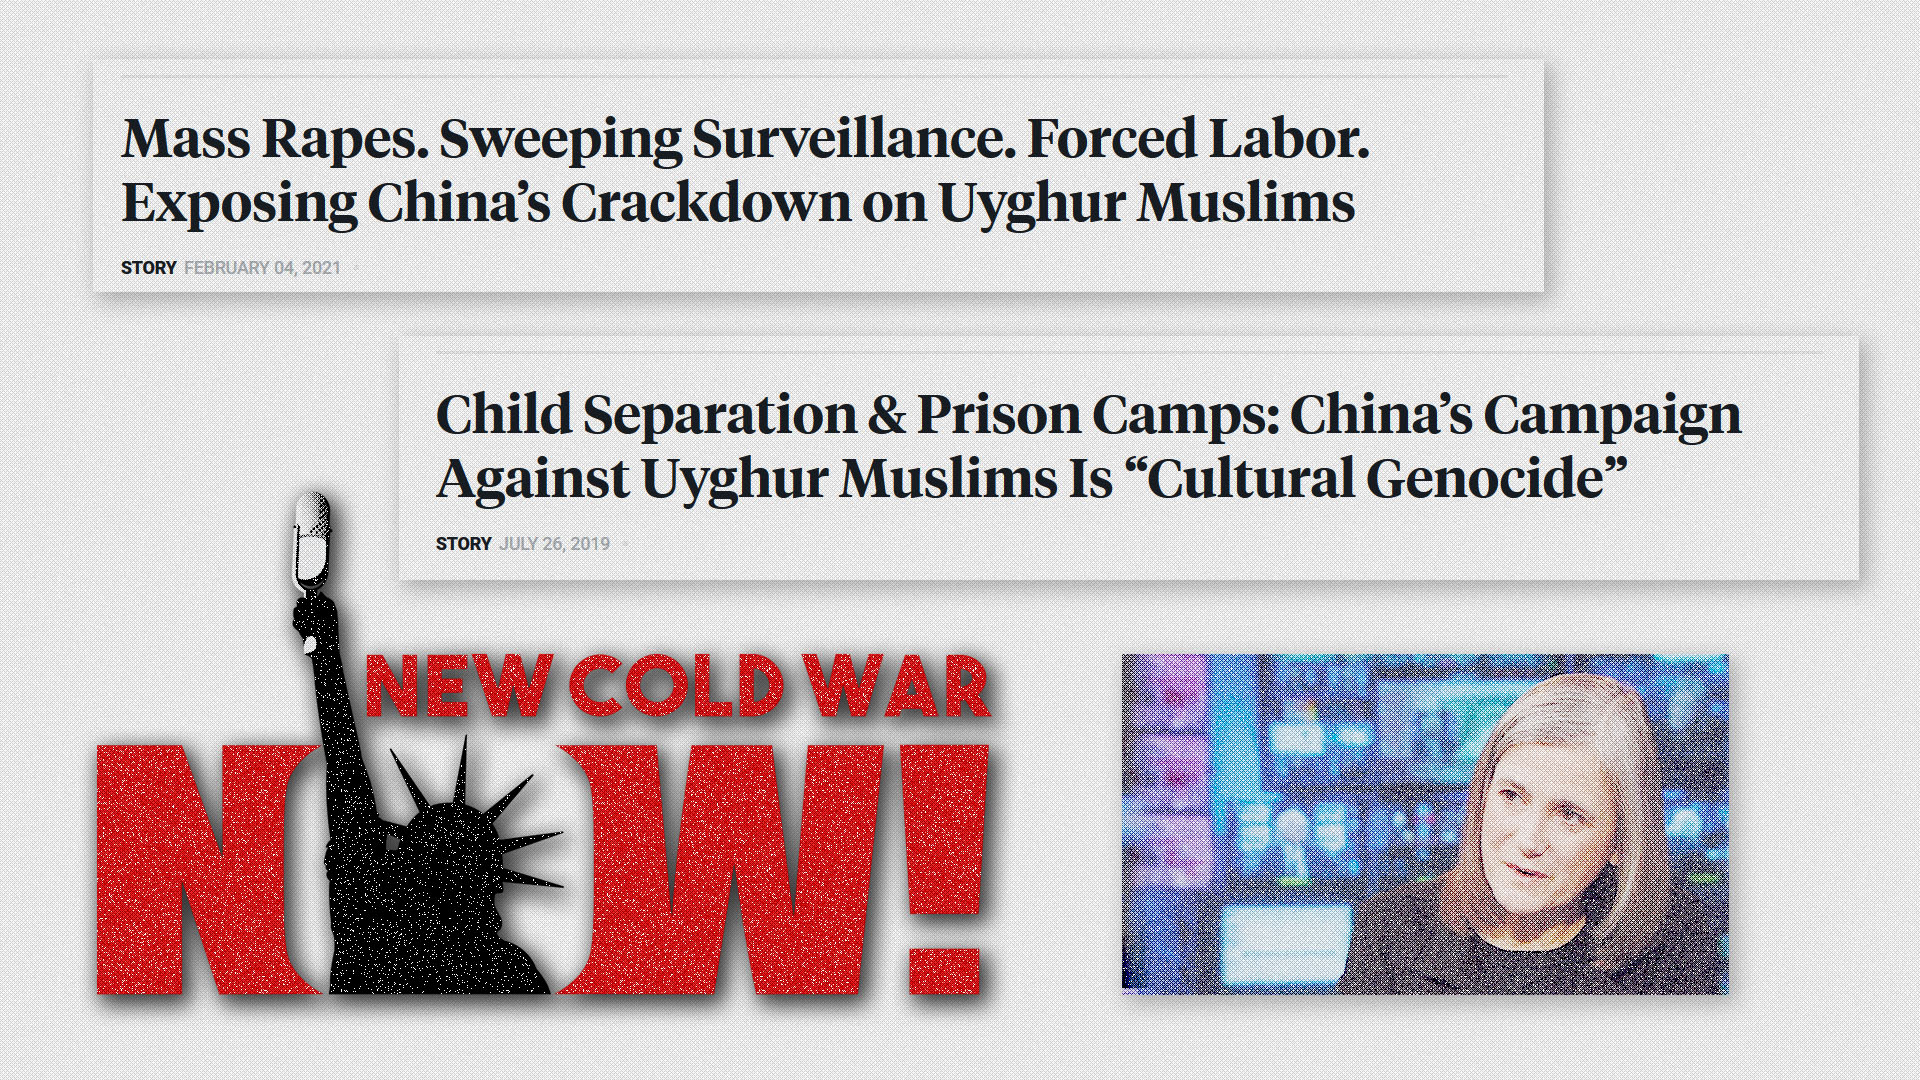 Mass Rapes. Sweeping Surveillance. Forced Labor.
Exposing China’s Crackdown on Uyghur Muslims
STORY FEBRUARY 04, 2021
Child Separation & Prison Camps: China’s Campaign
Against Uyghur Muslims Is “Cultural Genocide”
STORY JULY 26, 2019
NEW COLD WAR
NOW!